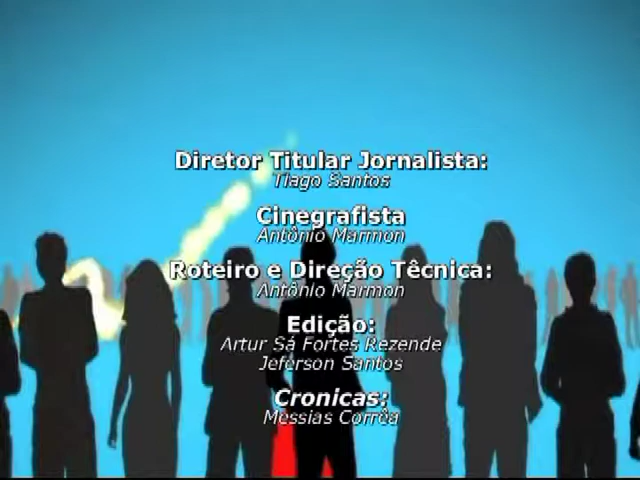 Diretor Titular Jornalista:
Tiago Santos
Cinegrafista
Antônio Marmon
Roteiro e Direção Têcnica:
Antônio Marmon
Edição:
Artur Sá Fortes Rezende
Jeferson Santos
Cronicas:
Messias Corrêa